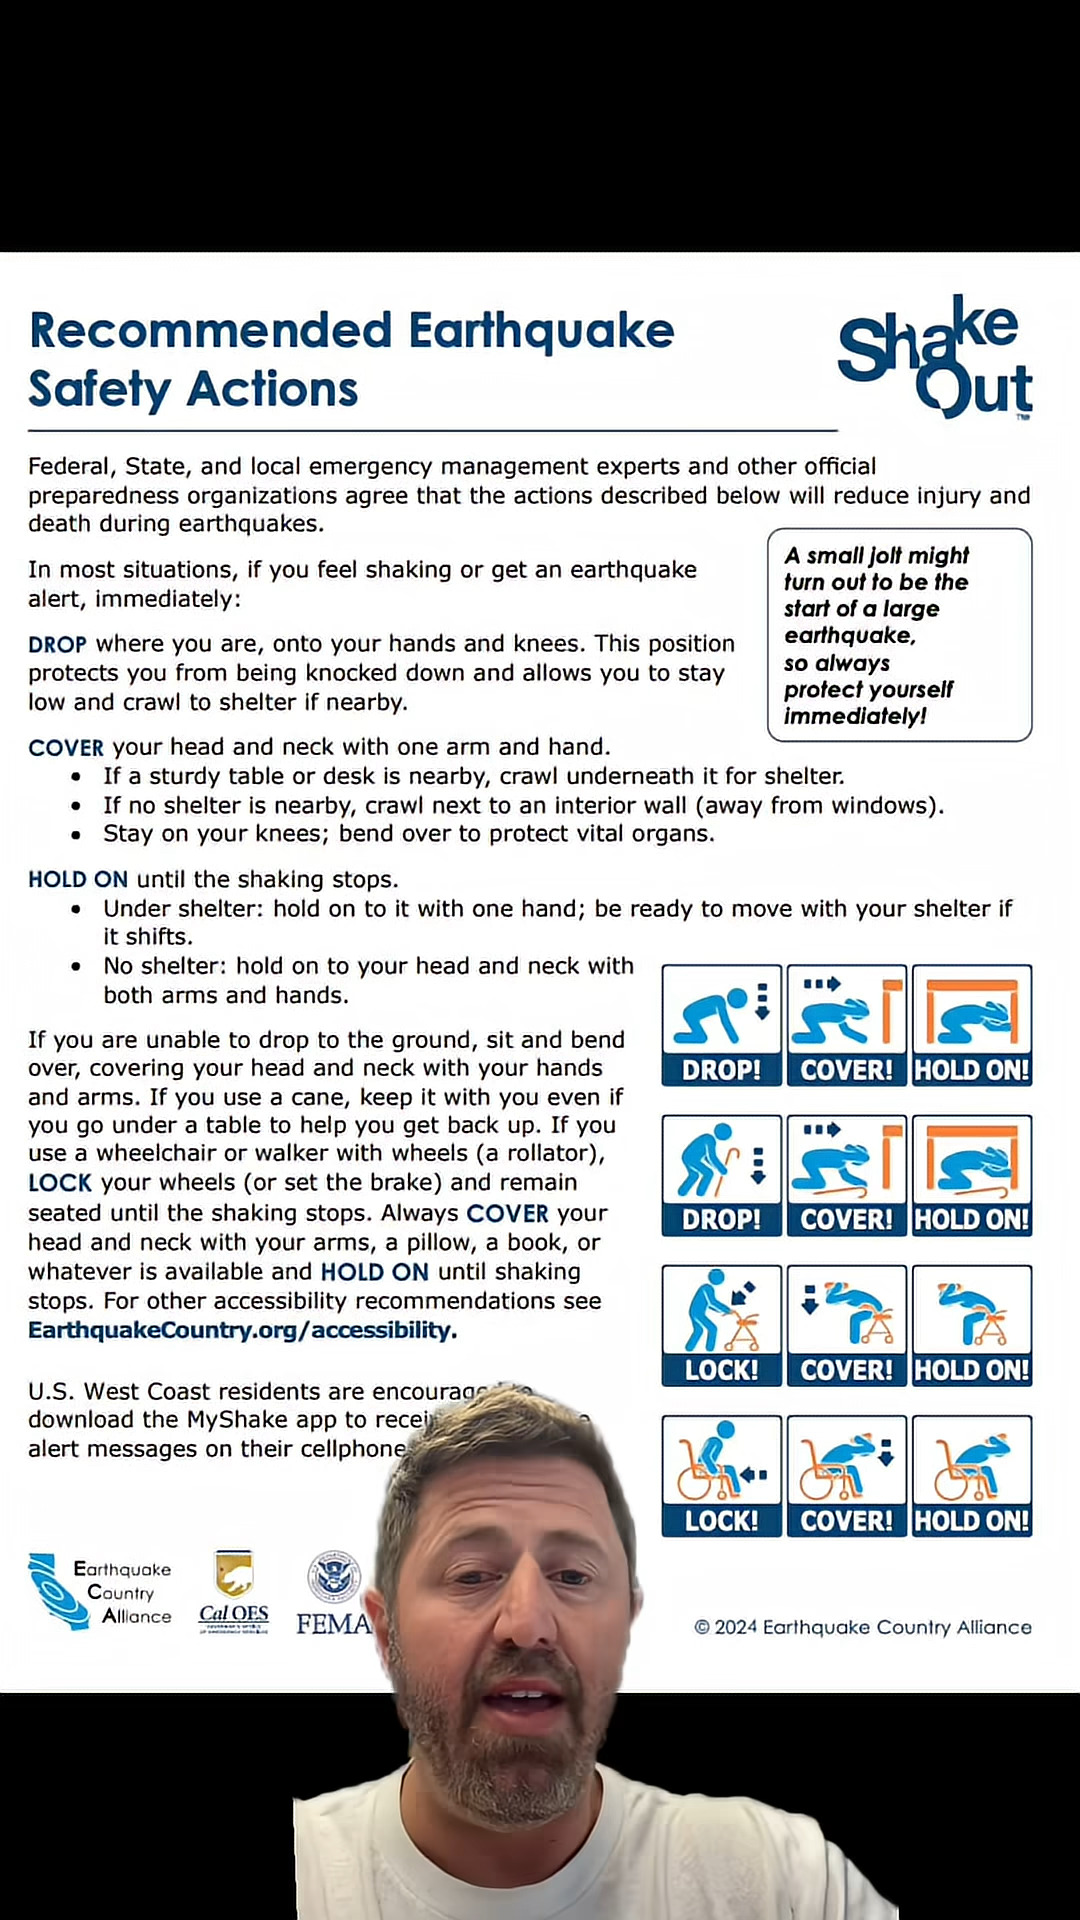 Recommended Earthquake
Safety Actions
Shake
Out
TM
Federal, State, and local emergency management experts and other official
preparedness organizations agree that the actions described below will reduce injury and
death during earthquakes.
In most situations, if you feel shaking or get an earthquake
alert, immediately:
A small jolt might
turn out to be the
start of a large
earthquake,
so always
protect yourself
immediately!
DROP where you are, onto your hands and knees. This position
protects you from being knocked down and allows you to stay
low and crawl to shelter if nearby.
COVER your head and neck with one arm and hand.
• If a sturdy table or desk is nearby, crawl underneath it for shelter.
• If no shelter is nearby, crawl next to an interior wall (away from windows).
• Stay on your knees; bend over to protect vital organs.
HOLD ON until the shaking stops.
• Under shelter: hold on to it with one hand; be ready to move with your shelter if
it shifts.
• No shelter: hold on to your head and neck with
both arms and hands.
If you are unable to drop to the ground, sit and bend
over, covering your head and neck with your hands
and arms. If you use a cane, keep it with you even if
you go under a table to help you get back up. If you
use a wheelchair or walker with wheels (a rollator),
LOCK your wheels (or set the brake) and remain
seated until the shaking stops. Always COVER your
head and neck with your arms, a pillow, a book, or
whatever is available and HOLD ON until shaking
stops. For other accessibility recommendations see
EarthquakeCountry.org/accessibility.
U.S. West Coast residents are
download the MyShake app to
alert messages on their cellphone
DROP! COVER! HOLD ON!
DROP! COVER! HOLD ON!
LOCK! COVER! HOLD ON!
LOCK! COVER! HOLD ON!
Earthquake
Country
Alliance
Cal OES
FEMA
© 2024 Earthquake Country Alliance